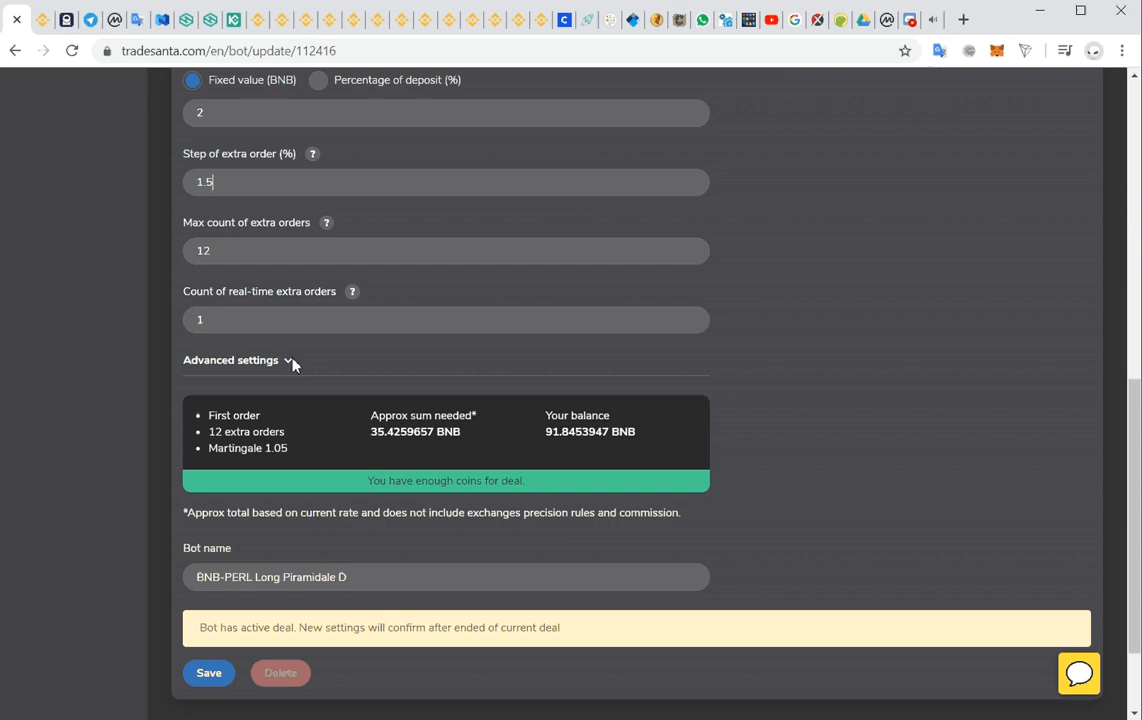 tradesanta.com/en/bot/update/112416
Fixed value (BNB) Percentage of deposit (%)
2
Step of extra order (%) ?
1.5
Max count of extra orders ?
12
Count of real-time extra orders ?
1
Advanced settings
First order Approx sum needed* Your balance
12 extra orders 35.4259657 BNB 91.8453947 BNB
Martingale 1.05
You have enough coins for deal.
*Approx total based on current rate and does not include exchanges precision rules and commission.
Bot name
BNB-PERL Long Piramidale D
Bot has active deal. New settings will confirm after ended of current deal
Save Delete